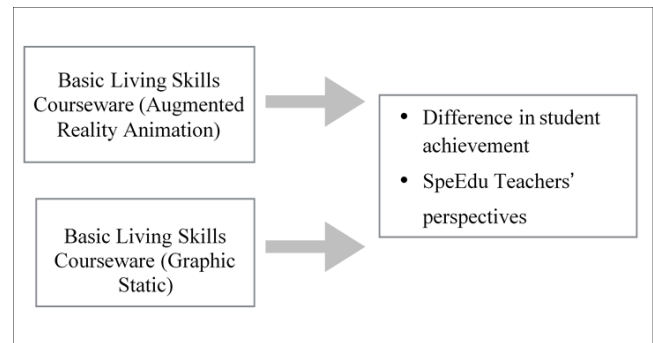 Basic Living Skills
Courseware (Augmented
Reality Animation)
Basic Living Skills
Courseware (Graphic
Static)
• Difference in student
achievement
• SpeEdu Teachers’
perspectives